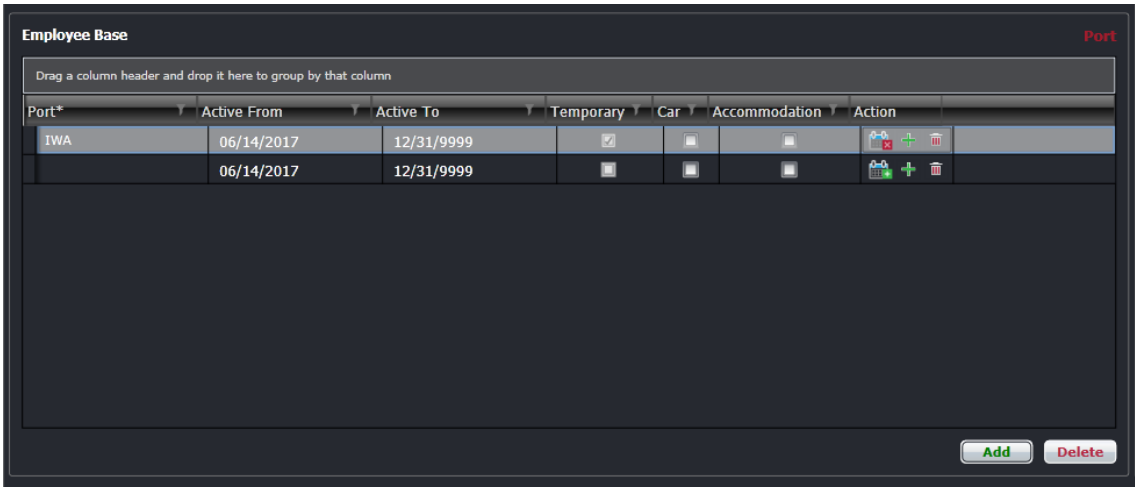 Employee Base Port
Drag a column header and drop it here to group by that column
Port* Active From Active To Temporary Car Accommodation Action
IWA 06/14/2017 12/31/9999
06/14/2017 12/31/9999
Add Delete